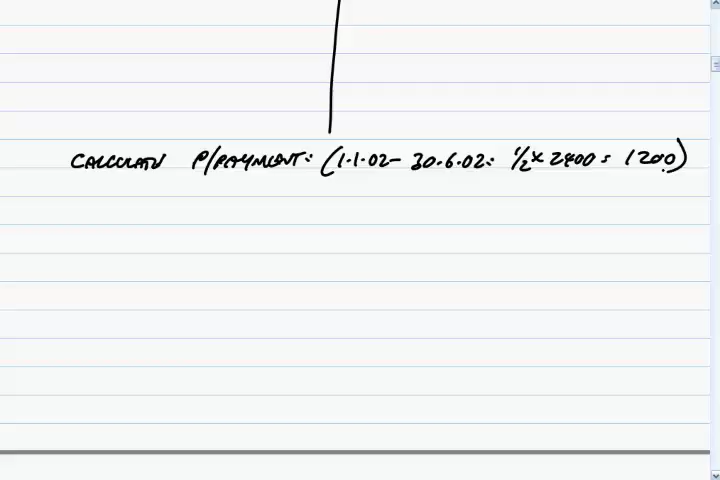 CALCULATE P/PAYMENT: (1.1.02 - 30.6.02: 1/2 x 2400 = 1200)